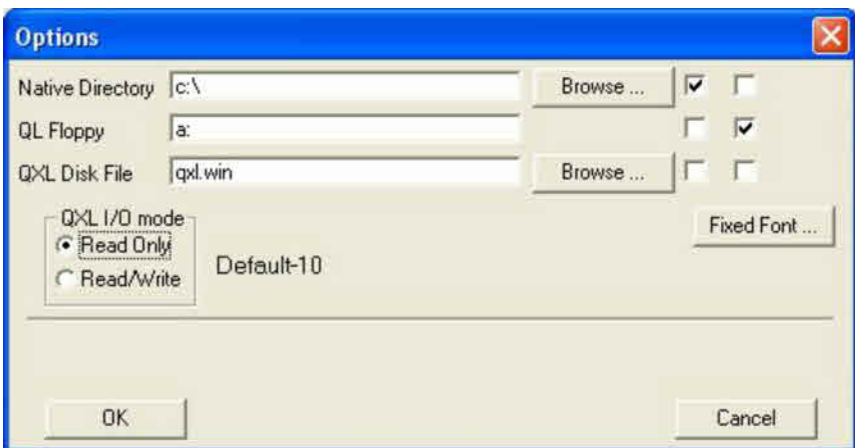 Options
Native Directory c:\ Browse ...
QL Floppy a:
QXL Disk File qxl.win Browse ...
QXL I/O mode
Fixed Font ...
Read Only
Default-10
Read/Write
OK Cancel